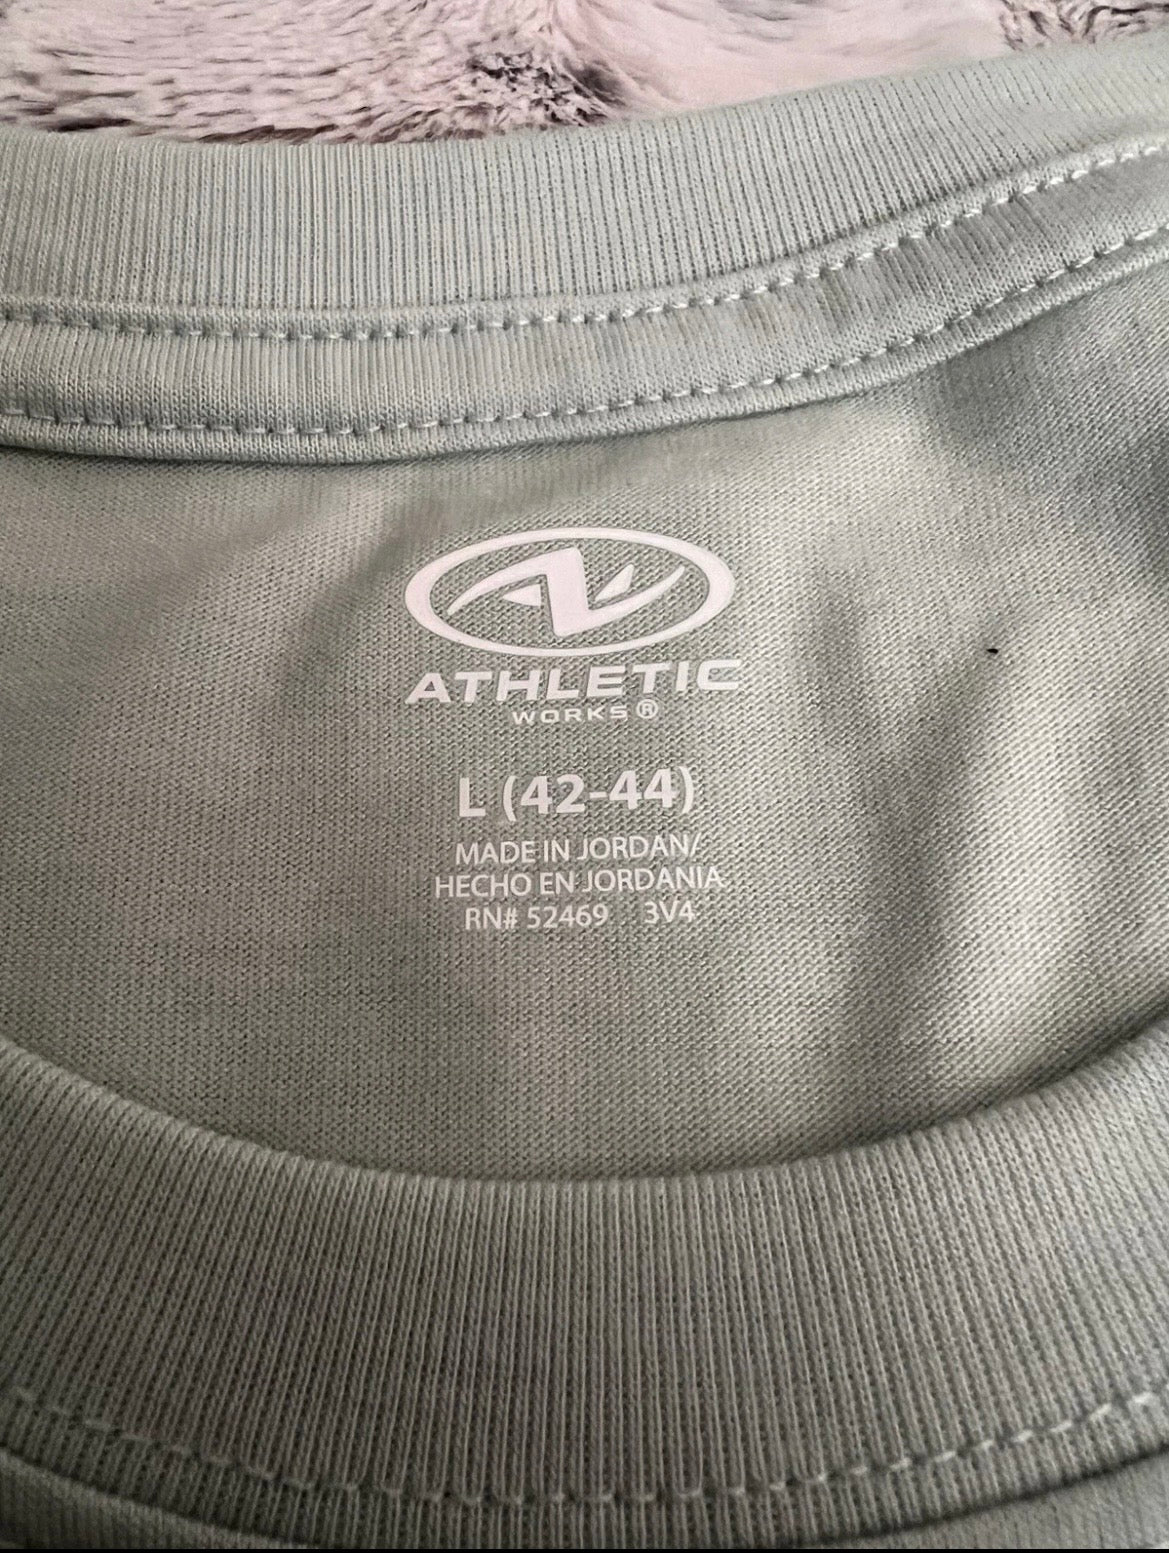 ATHLETIC
WORKS®
L (42-44)
MADE IN JORDAN/
HECHO EN JORDANIA
RN# 52469 3V4